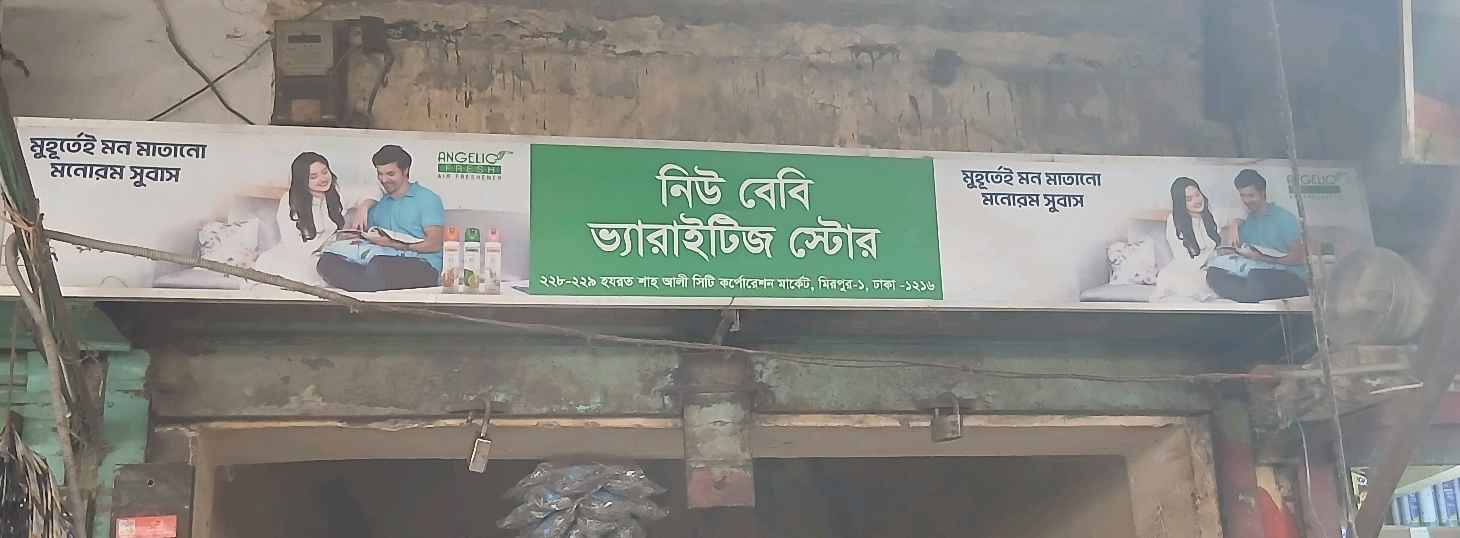 মুহূর্তেই মন মাতানো
মনোরম সুবাস
ANGELIC
FRESH
AIR FRESHENER
নিউ বেবি
ভ্যারাইটিজ স্টোর
২২৮-২২৯ হযরত শাহ আলী সিটি কর্পোরেশন মার্কেট, মিরপুর-১, ঢাকা -১২১৬
মুহূর্তেই মন মাতানো
মনোরম সুবাস
ANGELIC